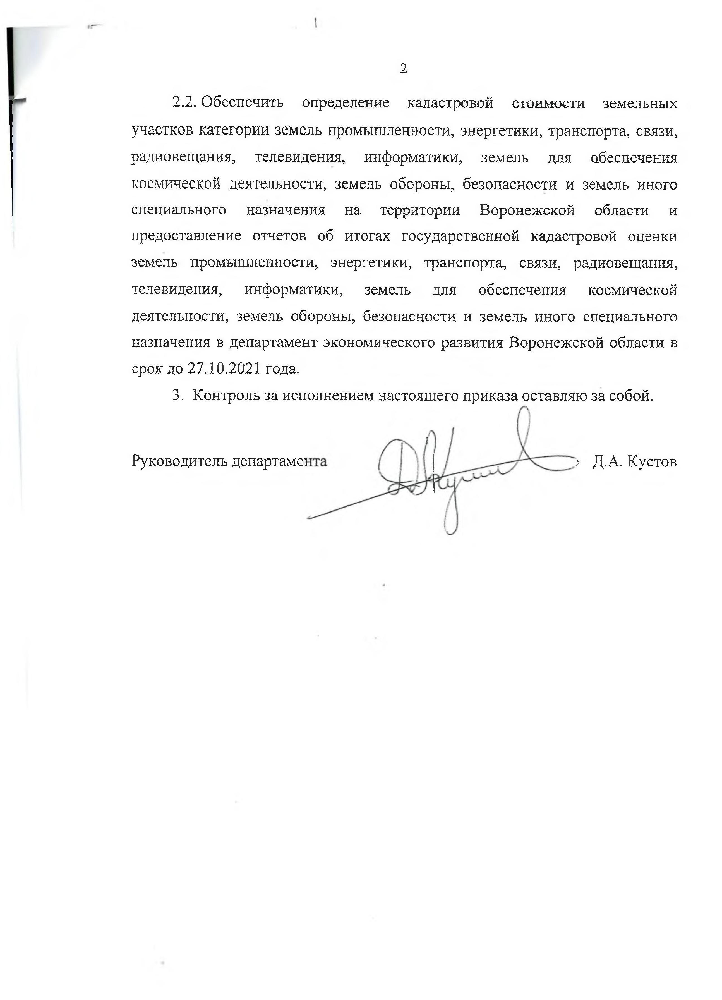 2
2.2. Обеспечить определение кадастровой стоимости земельных
участков категории земель промышленности, энергетики, транспорта, связи,
радиовещания, телевидения, информатики, земель для обеспечения
космической деятельности, земель обороны, безопасности и земель иного
специального назначения на территории Воронежской области и
предоставление отчетов об итогах государственной кадастровой оценки
земель промышленности, энергетики, транспорта, связи, радиовещания,
телевидения, информатики, земель для обеспечения космической
деятельности, земель обороны, безопасности и земель иного специального
назначения в департамент экономического развития Воронежской области в
срок до 27.10.2021 года.
3. Контроль за исполнением настоящего приказа оставляю за собой.
Руководитель департамента Д.А. Кустов